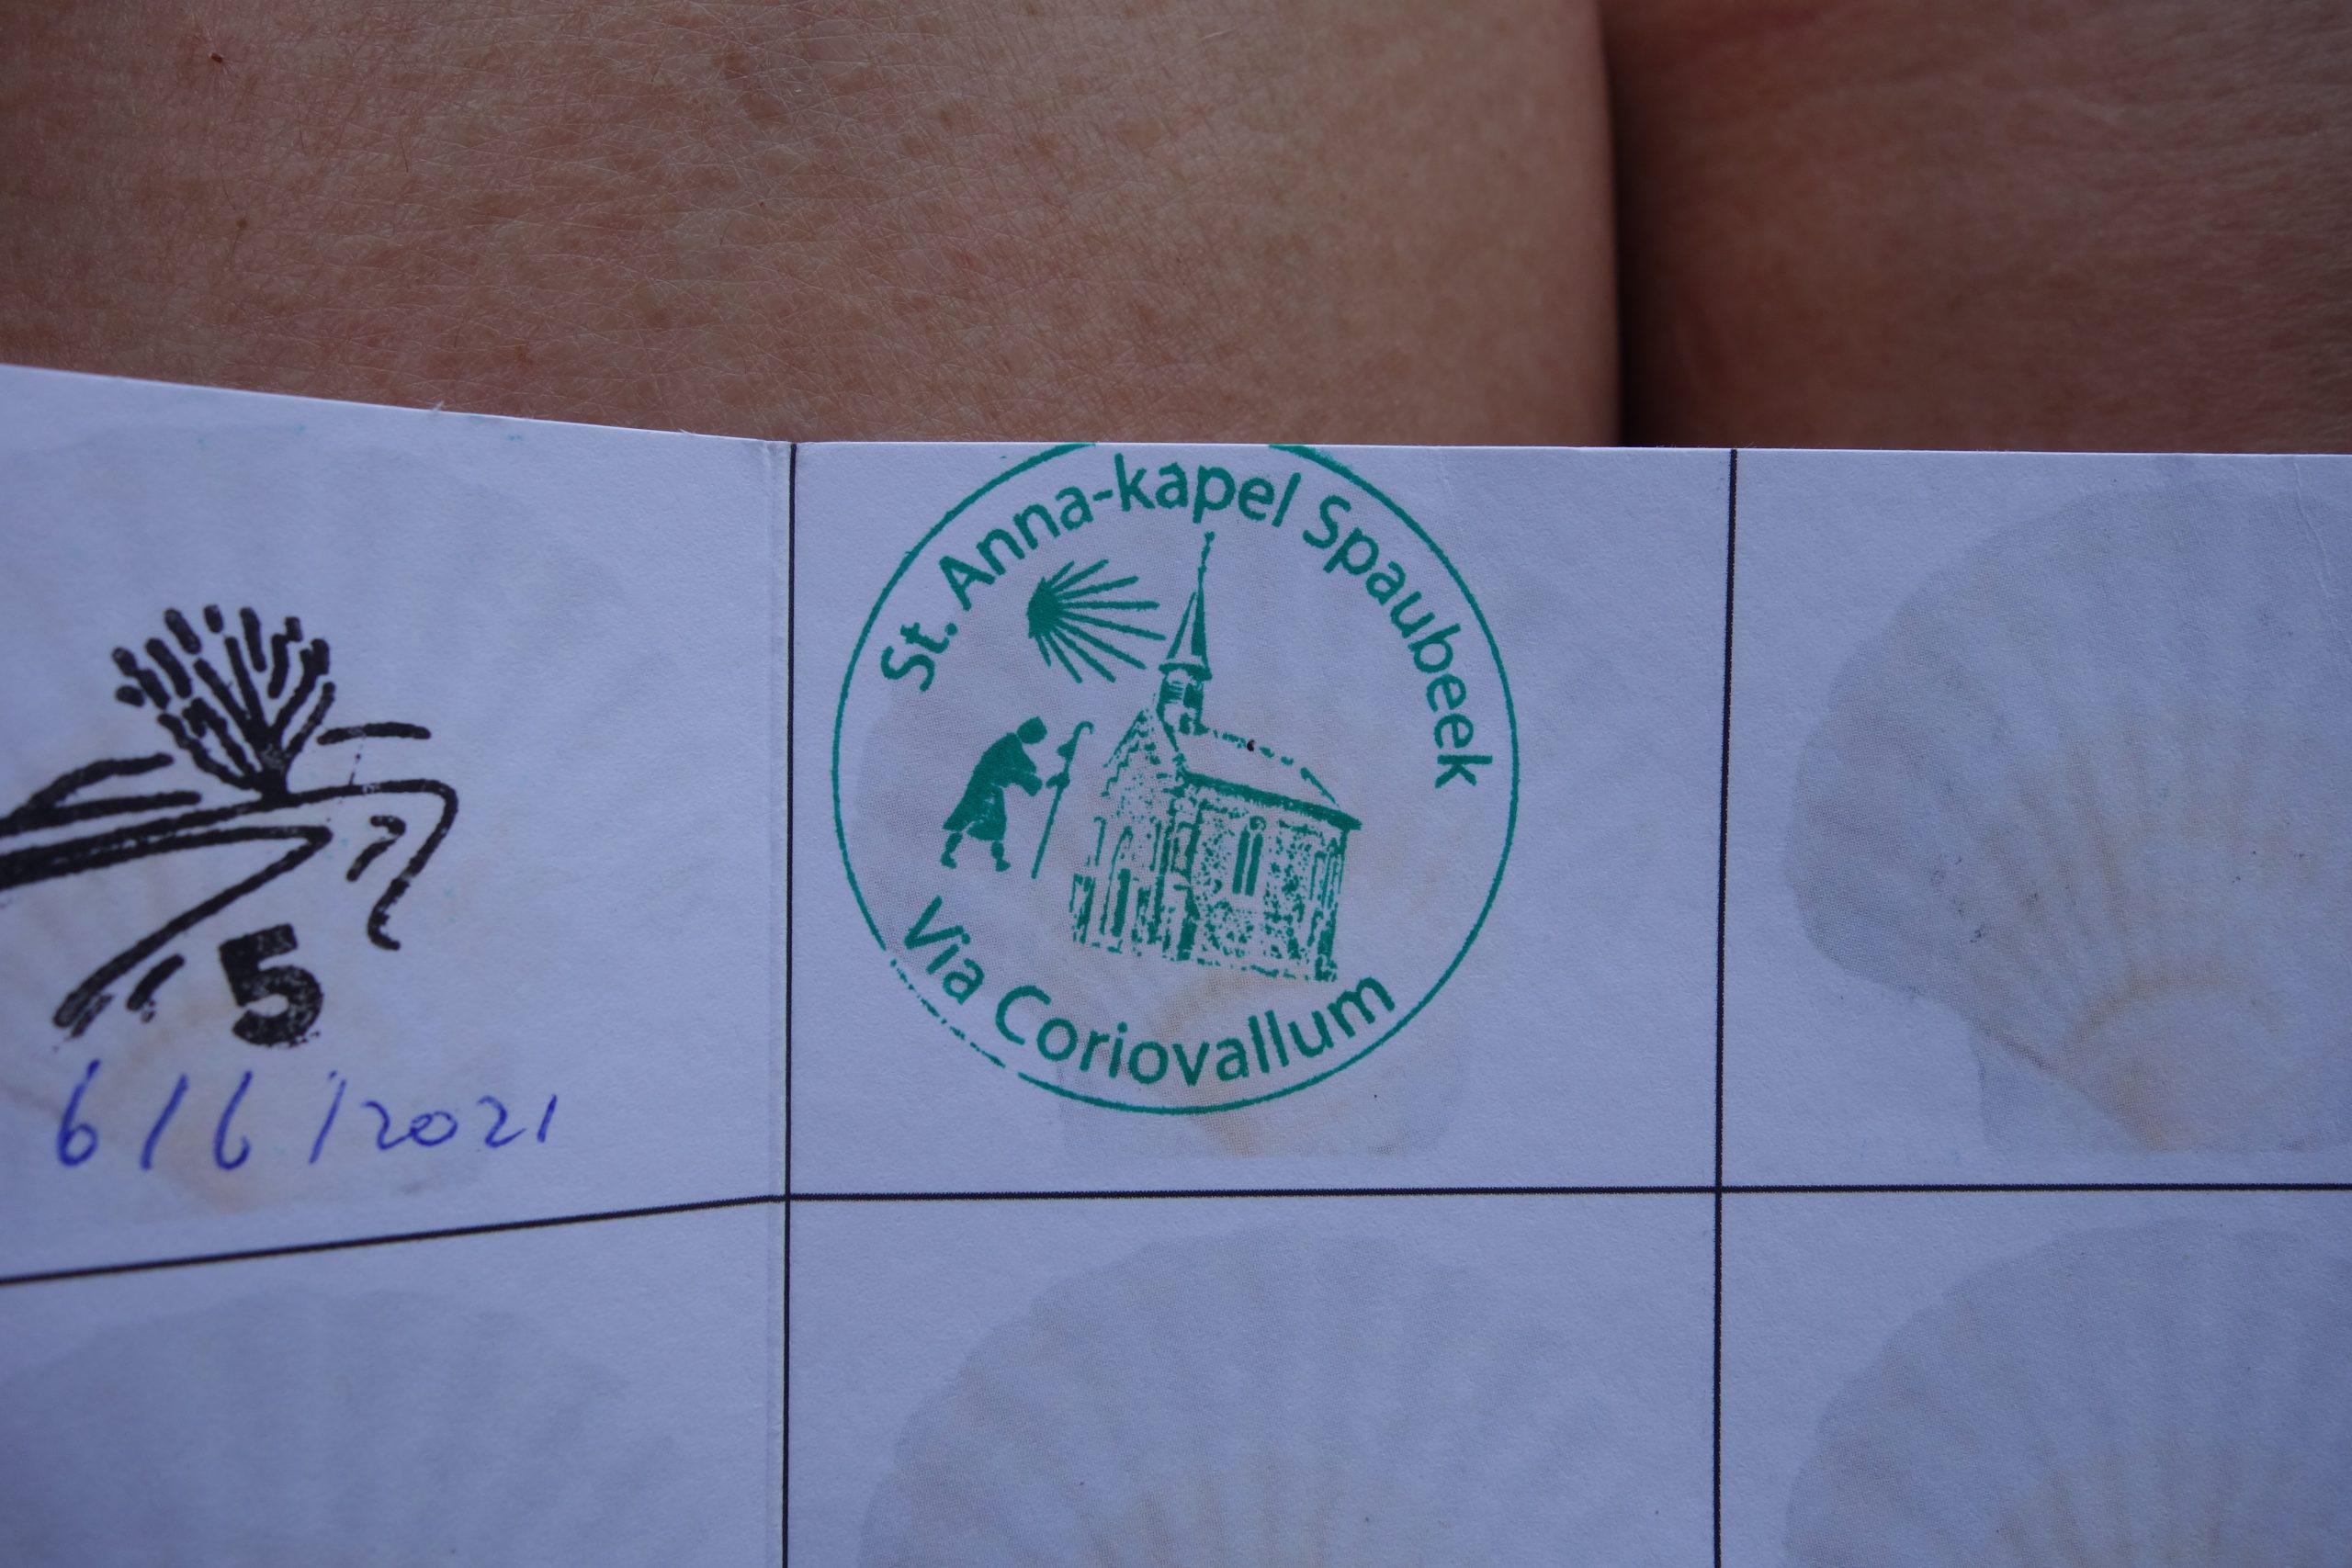 5
6/6/2021
St. Anna-kapel Spaubeek
Via Coriovallum